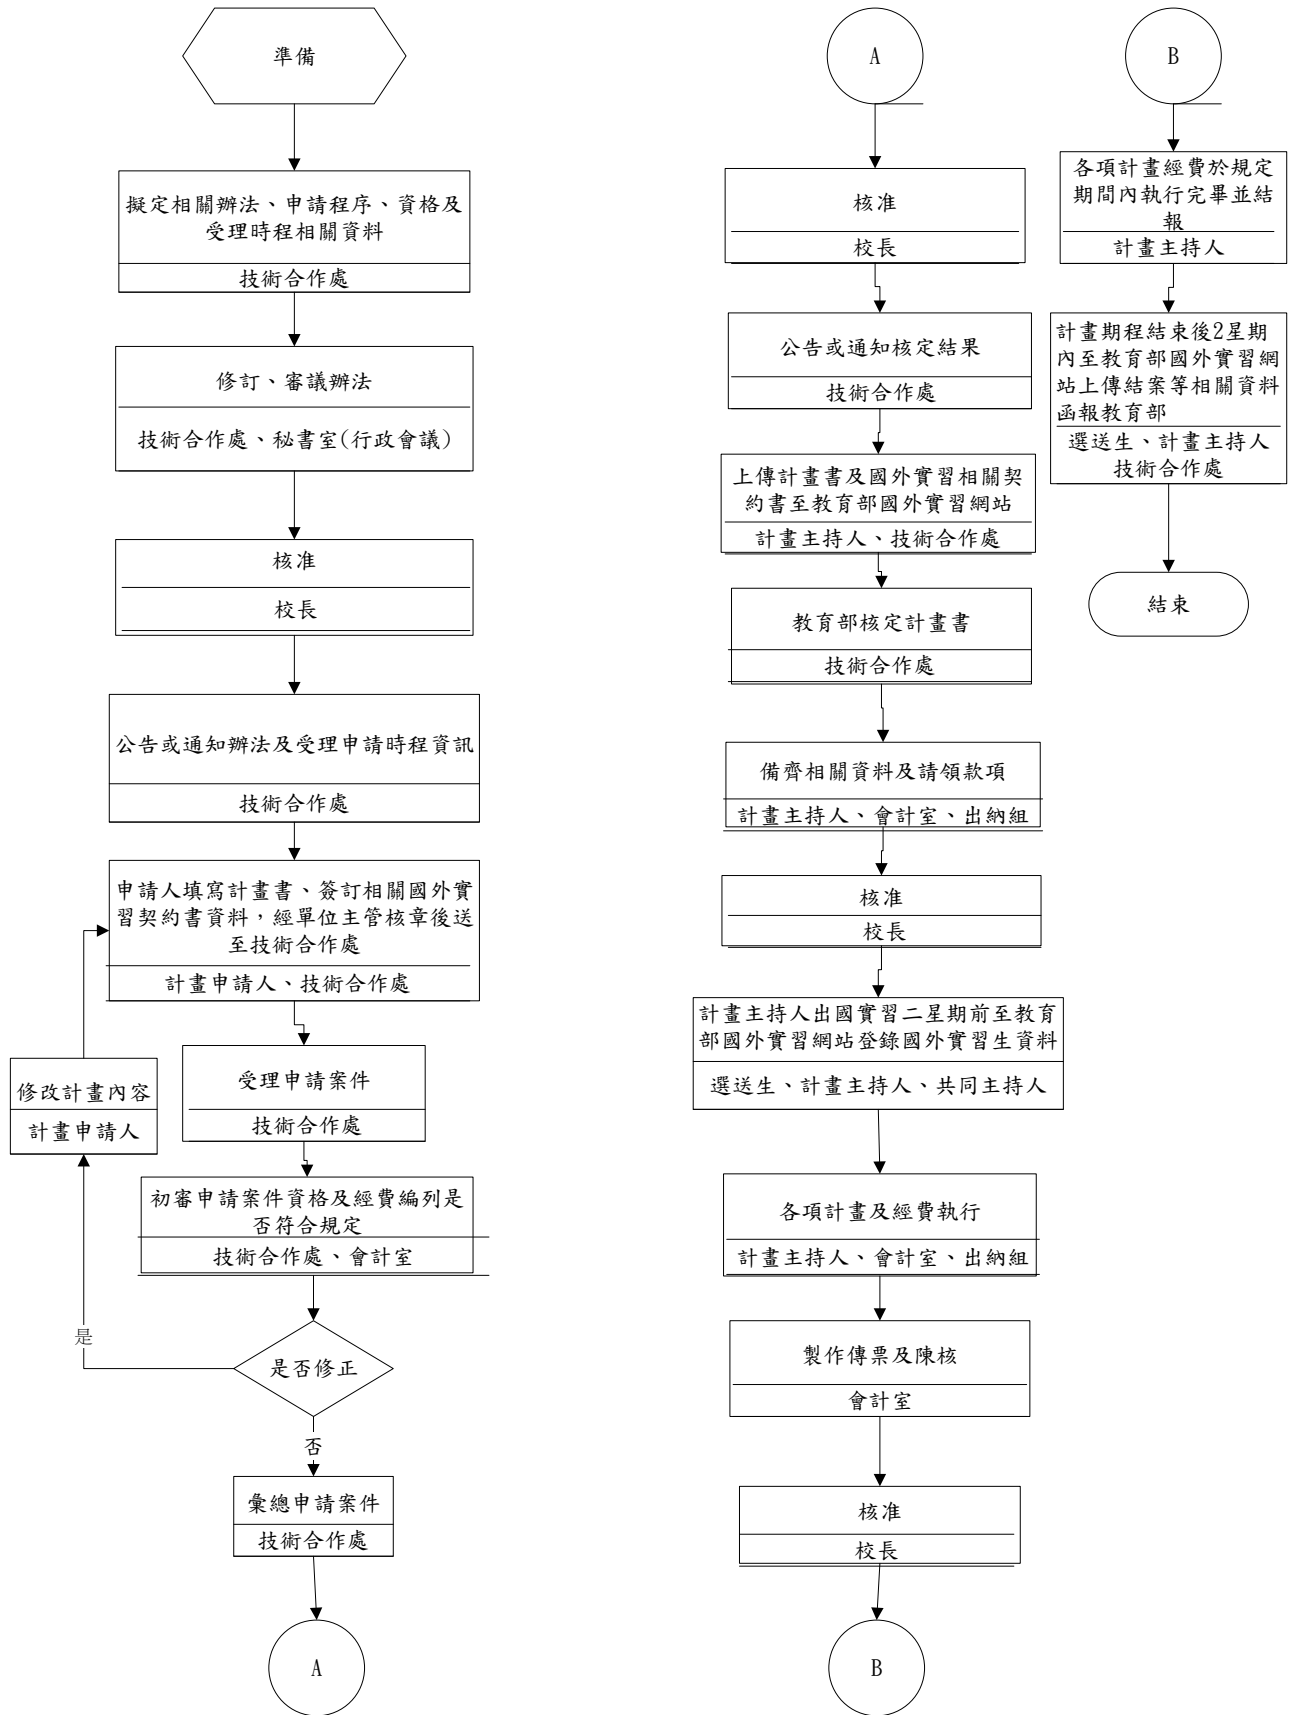 準備
擬定相關辦法、申請程序、資格及
受理時程相關資料
技術合作處
修訂、審議辦法
技術合作處、秘書室(行政會議)
核准
校長
公告或通知辦法及受理申請時程資訊
技術合作處
申請人填寫計畫書、簽訂相關國外實
習契約書資料，經單位主管核章後送
至技術合作處
計畫申請人、技術合作處
修改計畫內容
計畫申請人
受理申請案件
技術合作處
初審申請案件資格及經費編列是
否符合規定
技術合作處、會計室
是
是否修正
否
彙總申請案件
技術合作處
A
A
核准
校長
公告或通知核定結果
技術合作處
上傳計畫書及國外實習相關契
約書至教育部國外實習網站
計畫主持人、技術合作處
教育部核定計畫書
技術合作處
備齊相關資料及請領款項
計畫主持人、會計室、出納組
核准
校長
計畫主持人出國實習二星期前至教育
部國外實習網站登錄國外實習生資料
選送生、計畫主持人、共同主持人
各項計畫及經費執行
計畫主持人、會計室、出納組
製作傳票及陳核
會計室
核准
校長
B
B
各項計畫經費於規定
期間內執行完畢並結
報
計畫主持人
計畫期程結束後2星期
內至教育部國外實習網
站上傳結案等相關資料
函報教育部
選送生、計畫主持人
技術合作處
結束